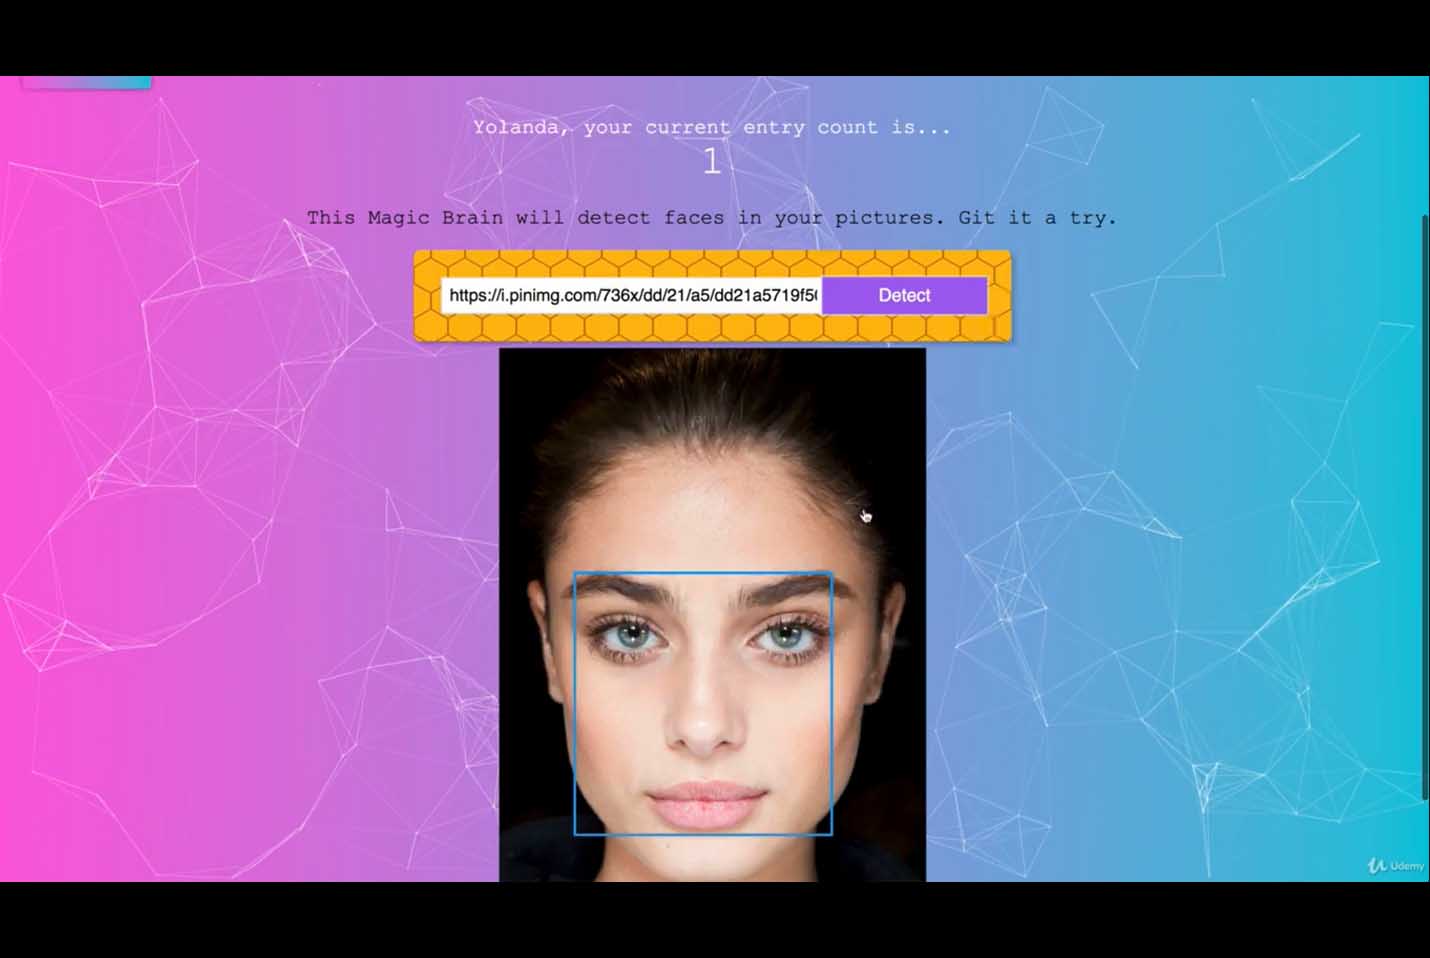 Yolanda, your current entry count is...
1
This Magic Brain will detect faces in your pictures. Git it a try.
https://i.pinimg.com/736x/dd/21/a5/dd21a5719f5 Detect
Udemy